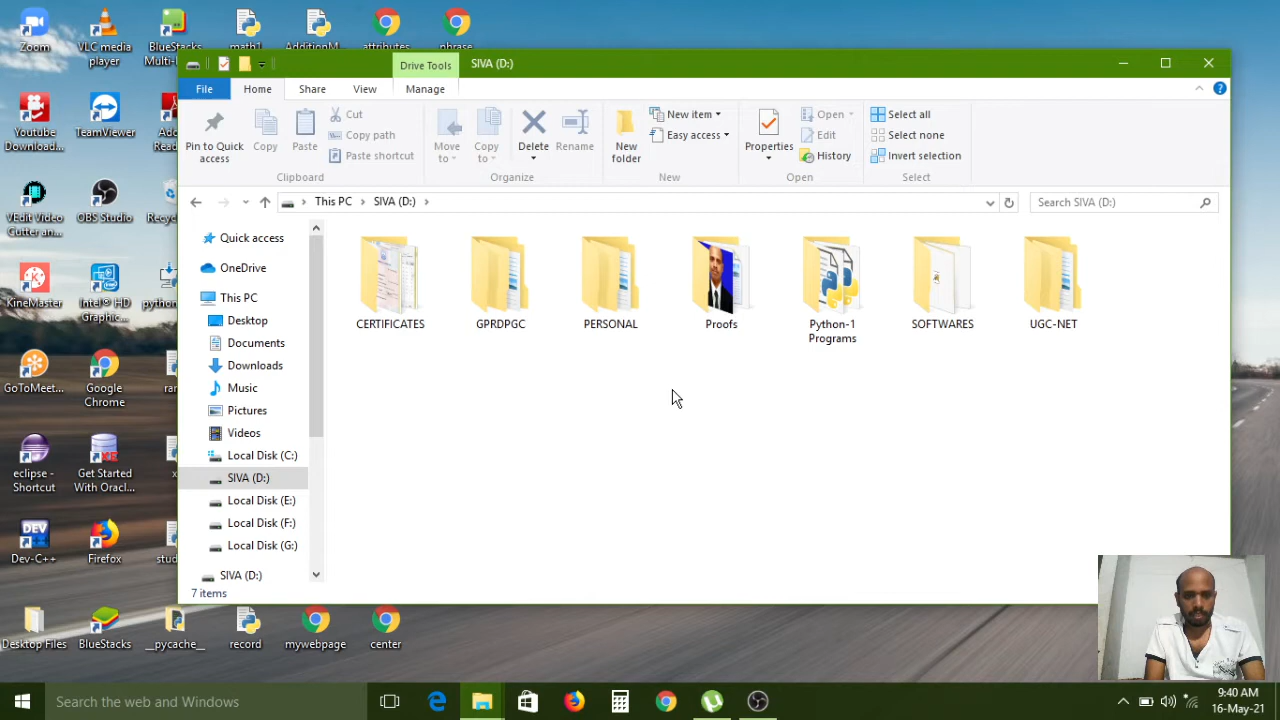 Zoom
VLC media
player
BlueStacks
Multi-I
math1
AdditionM...
attributes
phrase
Youtube
Download...
TeamViewer
Ado
Read
VEdit Video
Cutter an...
OBS Studio
Recyc
KineMaster
Intel® HD
Graphic...
python
GoToMeet...
Google
Chrome
ran
eclipse -
Shortcut
Get Started
With Oracl...
x
DEV
Dev-C++
Firefox
stud
Desktop Files
BlueStacks
__pycache__
record
mywebpage
center
Drive Tools
SIVA (D:)
File
Home
Share
View
Manage
Pin to Quick
access
Copy
Paste
Cut
Copy path
Paste shortcut
Clipboard
Move
to
Copy
to
Delete
Rename
Organize
New
folder
New item
Easy access
New
Properties
Open
Edit
History
Open
Select all
Select none
Invert selection
Select
This PC
SIVA (D:)
Search SIVA (D:)
Quick access
OneDrive
This PC
Desktop
Documents
Downloads
Music
Pictures
Videos
Local Disk (C:)
SIVA (D:)
Local Disk (E:)
Local Disk (F:)
Local Disk (G:)
SIVA (D:)
CERTIFICATES
GPRDPGC
PERSONAL
Proofs
Python-1
Programs
SOFTWARES
UGC-NET
7 items
Search the web and Windows
9:40 AM
16-May-21